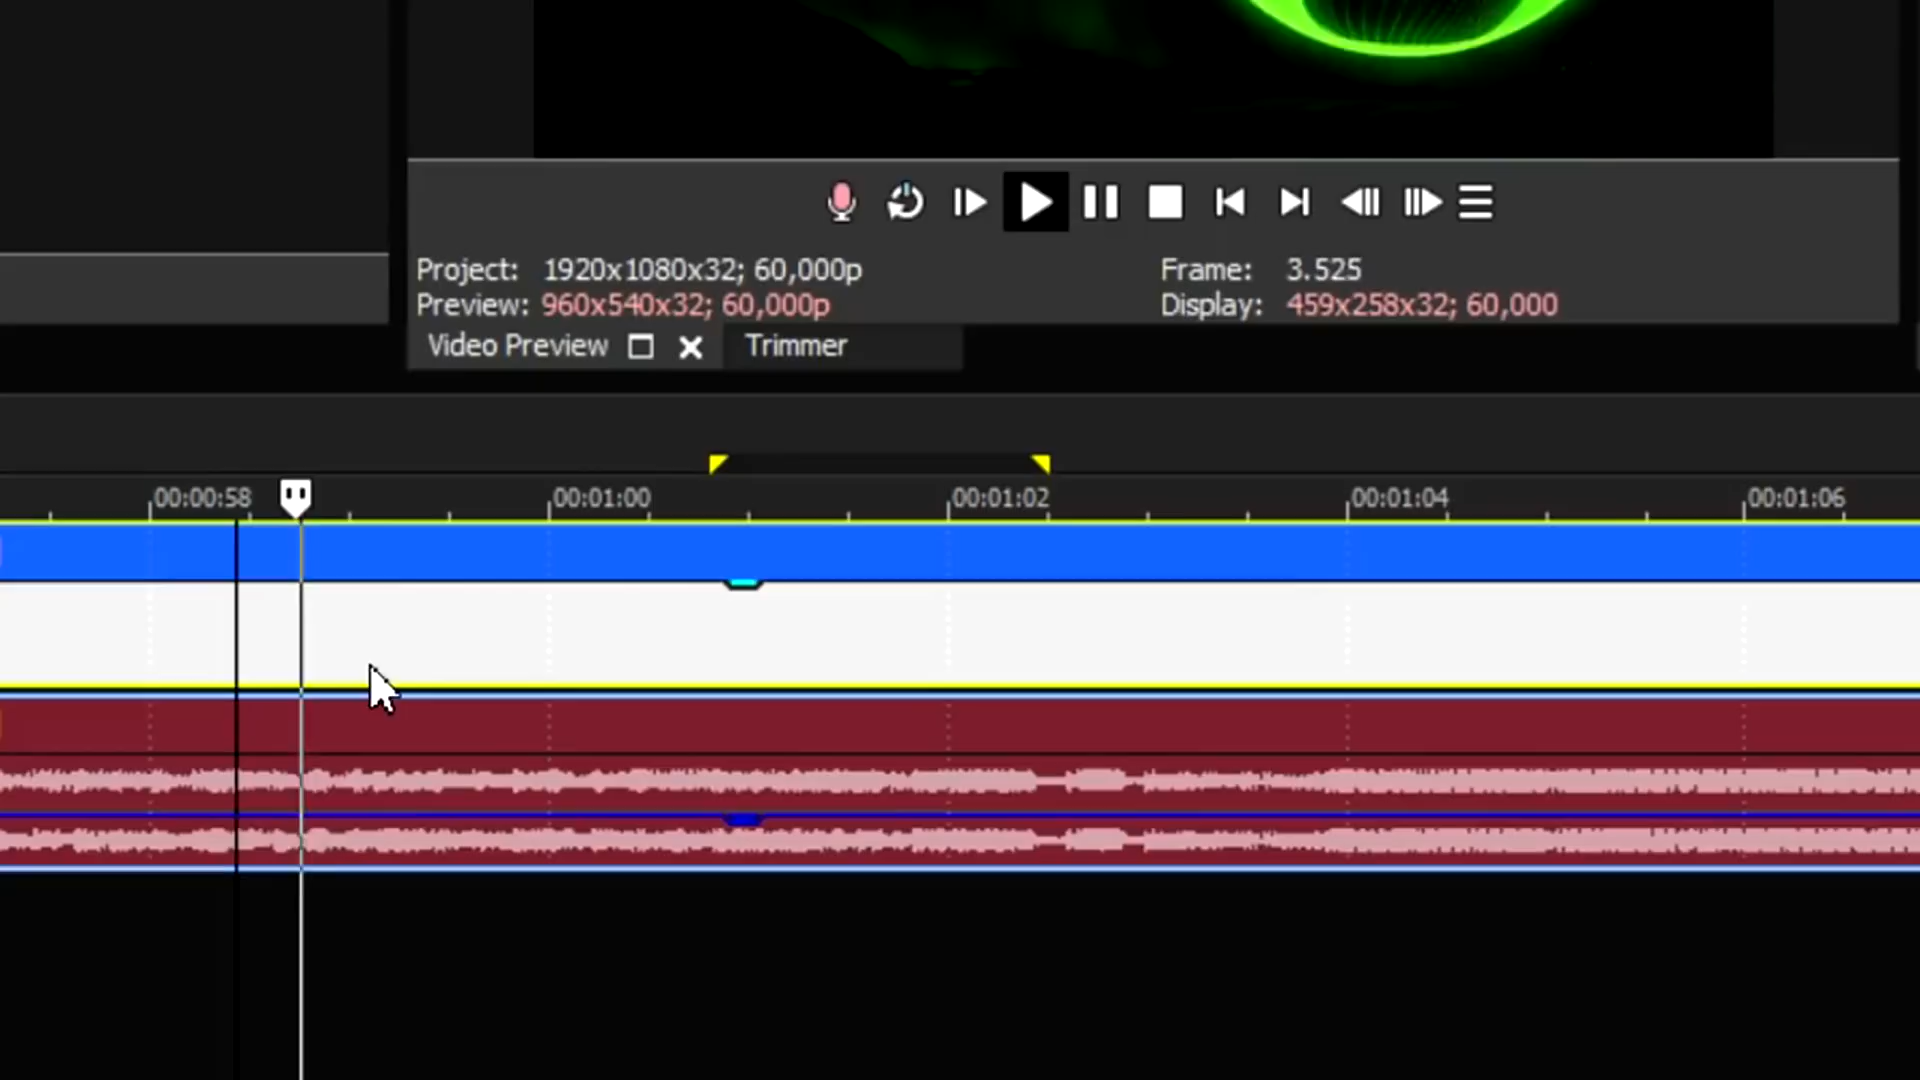 Project: 1920x1080x32; 60,000p Frame: 3.525
Preview: 960x540x32; 60,000p Display: 459x258x32; 60,000
Video Preview Trimmer
00:00:58 00:01:00 00:01:02 00:01:04 00:01:06